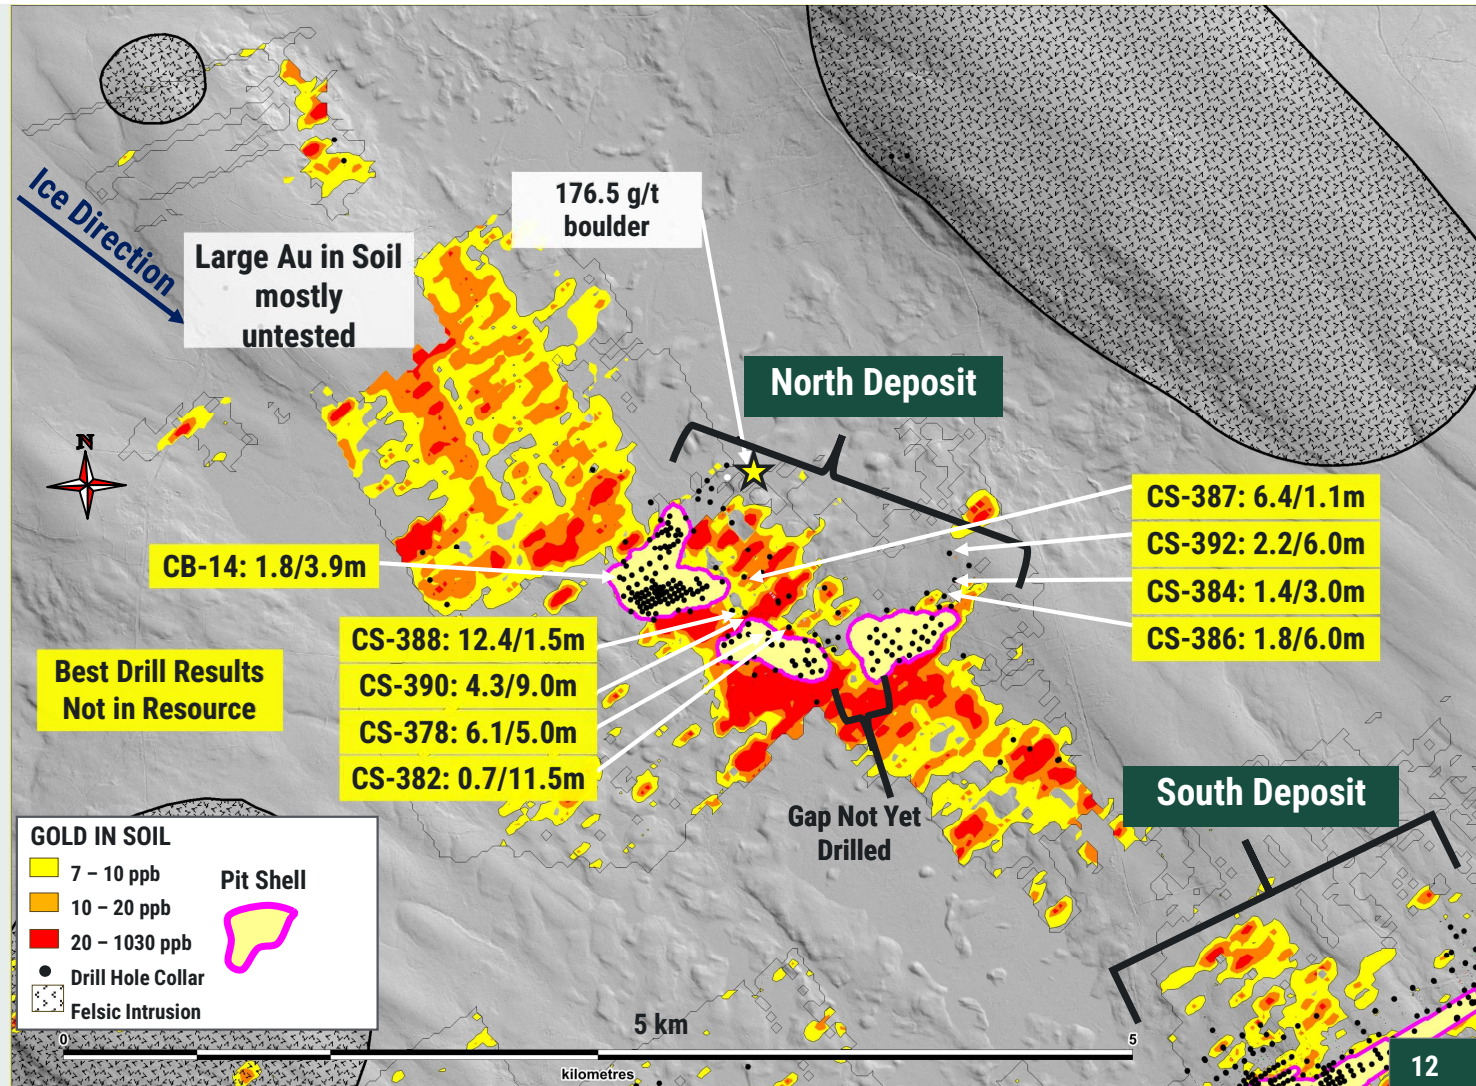 176.5 g/t
boulder
Ice Direction
Large Au in Soil
mostly
untested
North Deposit
N
CS-387: 6.4/1.1m
CS-392: 2.2/6.0m
CS-384: 1.4/3.0m
CS-386: 1.8/6.0m
CB-14: 1.8/3.9m
CS-388: 12.4/1.5m
CS-390: 4.3/9.0m
CS-378: 6.1/5.0m
CS-382: 0.7/11.5m
Best Drill Results
Not in Resource
Gap Not Yet
Drilled
South Deposit
GOLD IN SOIL
7 – 10 ppb
10 – 20 ppb
20 – 1030 ppb
Drill Hole Collar
Felsic Intrusion
Pit Shell
5 km
0
5
kilometres
12